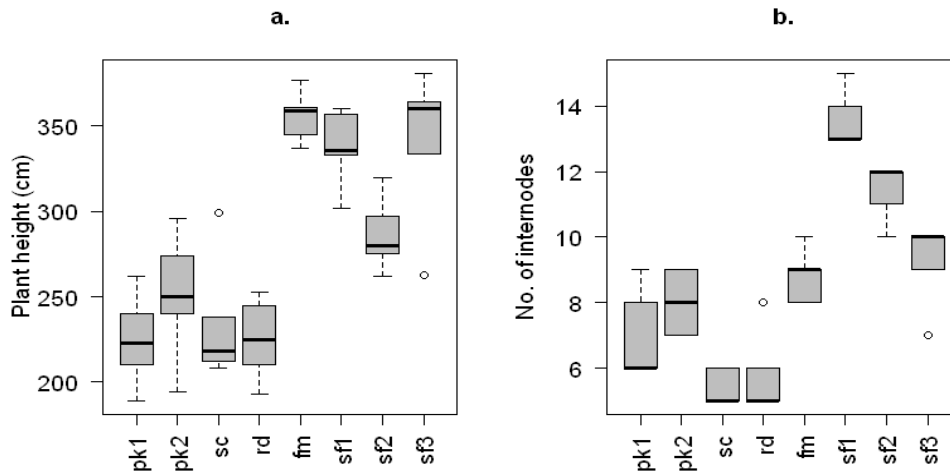 a.
Plant height (cm)
350
300
250
200
pk1
pk2
sc
rd
fm
sf1
sf2
sf3
b.
No. of internodes
14
12
10
8
6
pk1
pk2
sc
rd
fm
sf1
sf2
sf3